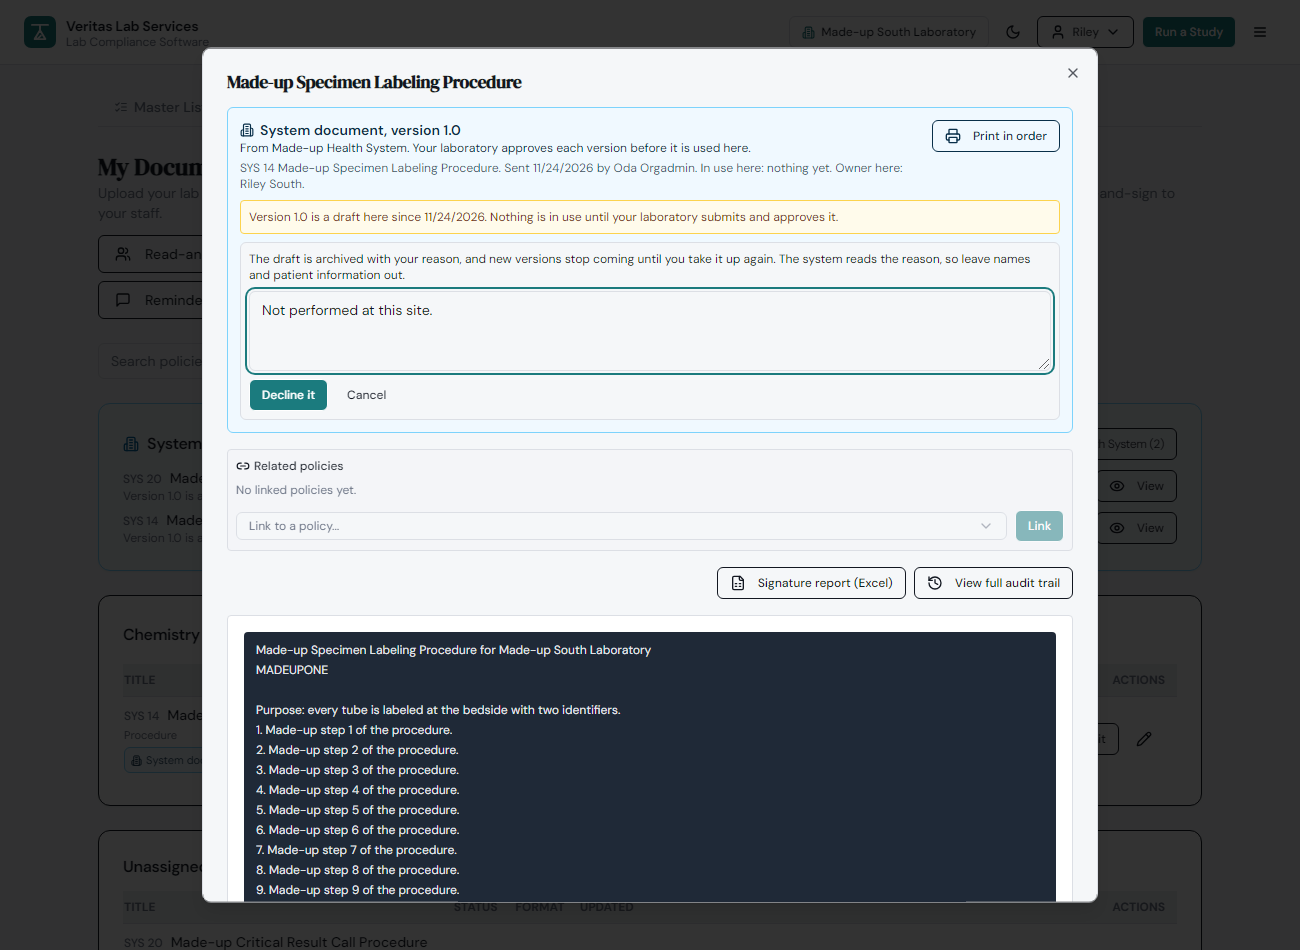 Veritas Lab Services
Lab Compliance Software
Made-up South Laboratory
Riley
Run a Study
Master Lis
My Docum
Upload your lab
and-sign to
your staff.
Read-an
Reminde
Search policie
Made-up Specimen Labeling Procedure
System document, version 1.0
Print in order
From Made-up Health System. Your laboratory approves each version before it is used here.
SYS 14 Made-up Specimen Labeling Procedure. Sent 11/24/2026 by Oda Orgadmin. In use here: nothing yet. Owner here:
Riley South.
Version 1.0 is a draft here since 11/24/2026. Nothing is in use until your laboratory submits and approves it.
The draft is archived with your reason, and new versions stop coming until you take it up again. The system reads the reason, so leave names
and patient information out.
Not performed at this site.
Decline it
Cancel
Related policies
No linked policies yet.
Link to a policy...
Link
Signature report (Excel)
View full audit trail
Made-up Specimen Labeling Procedure for Made-up South Laboratory
MADEUPONE
Purpose: every tube is labeled at the bedside with two identifiers.
1. Made-up step 1 of the procedure.
2. Made-up step 2 of the procedure.
3. Made-up step 3 of the procedure.
4. Made-up step 4 of the procedure.
5. Made-up step 5 of the procedure.
6. Made-up step 6 of the procedure.
7. Made-up step 7 of the procedure.
8. Made-up step 8 of the procedure.
9. Made-up step 9 of the procedure.
System
h System (2)
SYS 20 Made
Version 1.0 is a
View
SYS 14 Made
Version 1.0 is a
View
Chemistry
TITLE
ACTIONS
SYS 14 Made
Procedure
System do
it
Unassigne
TITLE
STATUS
FORMAT
UPDATED
ACTIONS
SYS 20 Made-up Critical Result Call Procedure